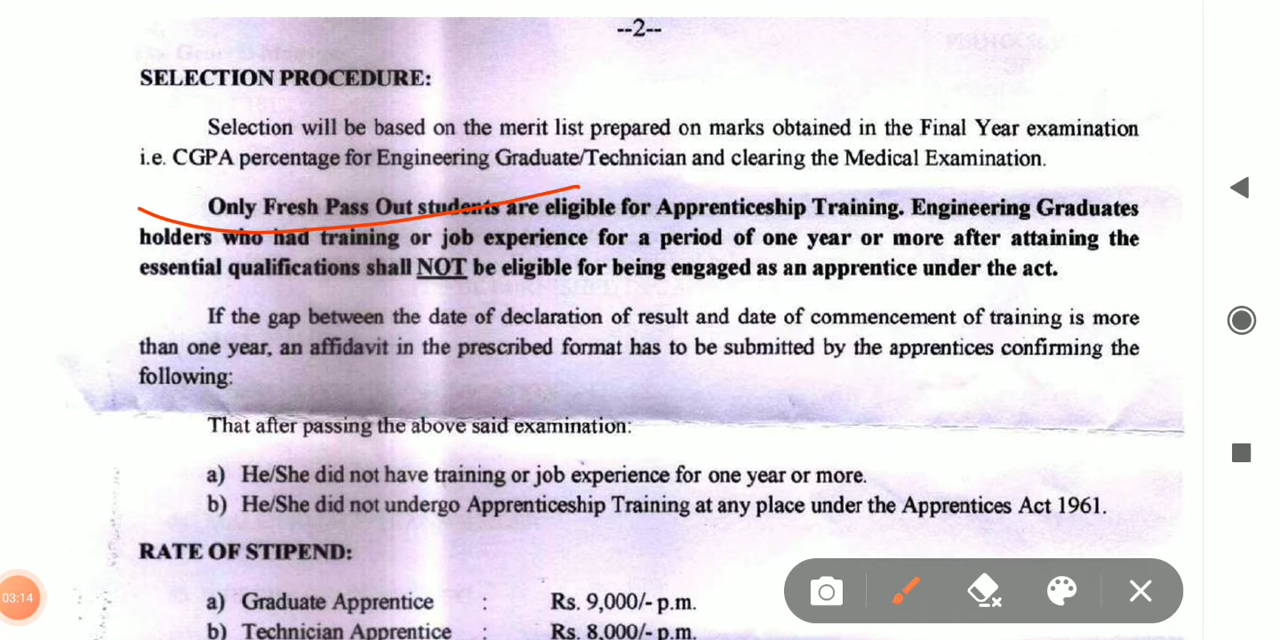 --2--
SELECTION PROCEDURE:
Selection will be based on the merit list prepared on marks obtained in the Final Year examination
i.e. CGPA percentage for Engineering Graduate/Technician and clearing the Medical Examination.
Only Fresh Pass Out students are eligible for Apprenticeship Training. Engineering Graduates
holders who had training or job experience for a period of one year or more after attaining the
essential qualifications shall NOT be eligible for being engaged as an apprentice under the act.
If the gap between the date of declaration of result and date of commencement of training is more
than one year, an affidavit in the prescribed format has to be submitted by the apprentices confirming the
following:
That after passing the above said examination:
a) He/She did not have training or job experience for one year or more.
b) He/She did not undergo Apprenticeship Training at any place under the Apprentices Act 1961.
RATE OF STIPEND:
a) Graduate Apprentice : Rs. 9,000/- p.m.
b) Technician Apprentice : Rs. 8,000/- p.m.
03:14